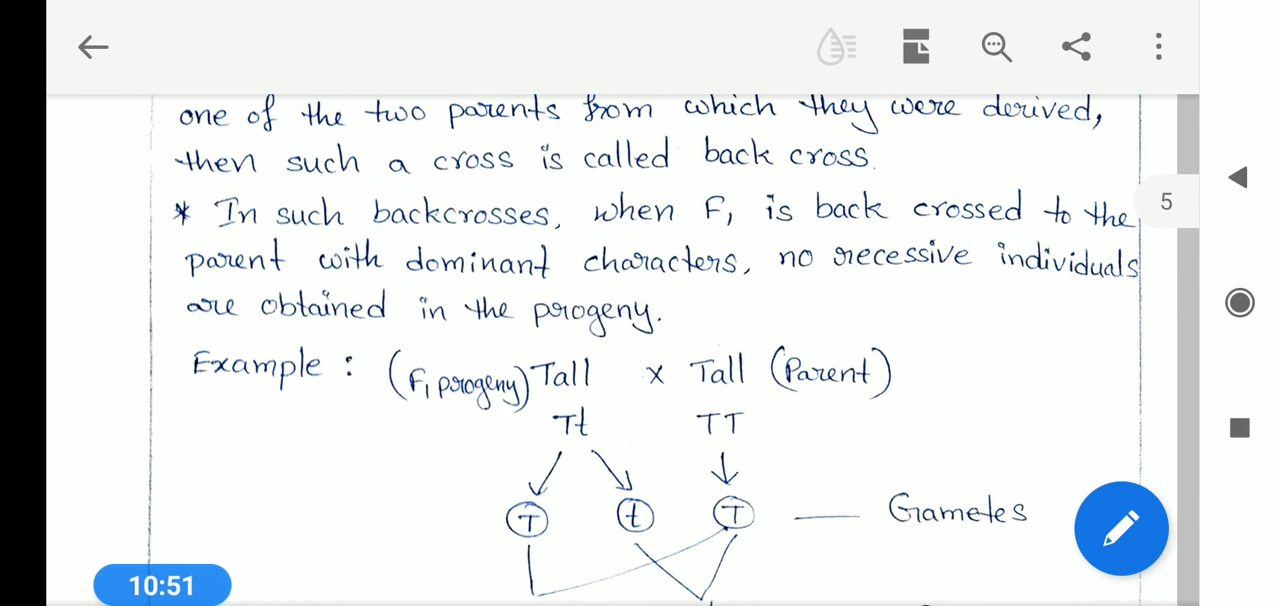 one of the two parents from which they were derived,
then such a cross is called back cross.
* In such backcrosses, when F1 is back crossed to the
5
parent with dominant characters, no recessive individuals
are obtained in the progeny.
Example : (F1 progeny) Tall x Tall (Parent)
Tt TT
T t T — Gametes
10:51